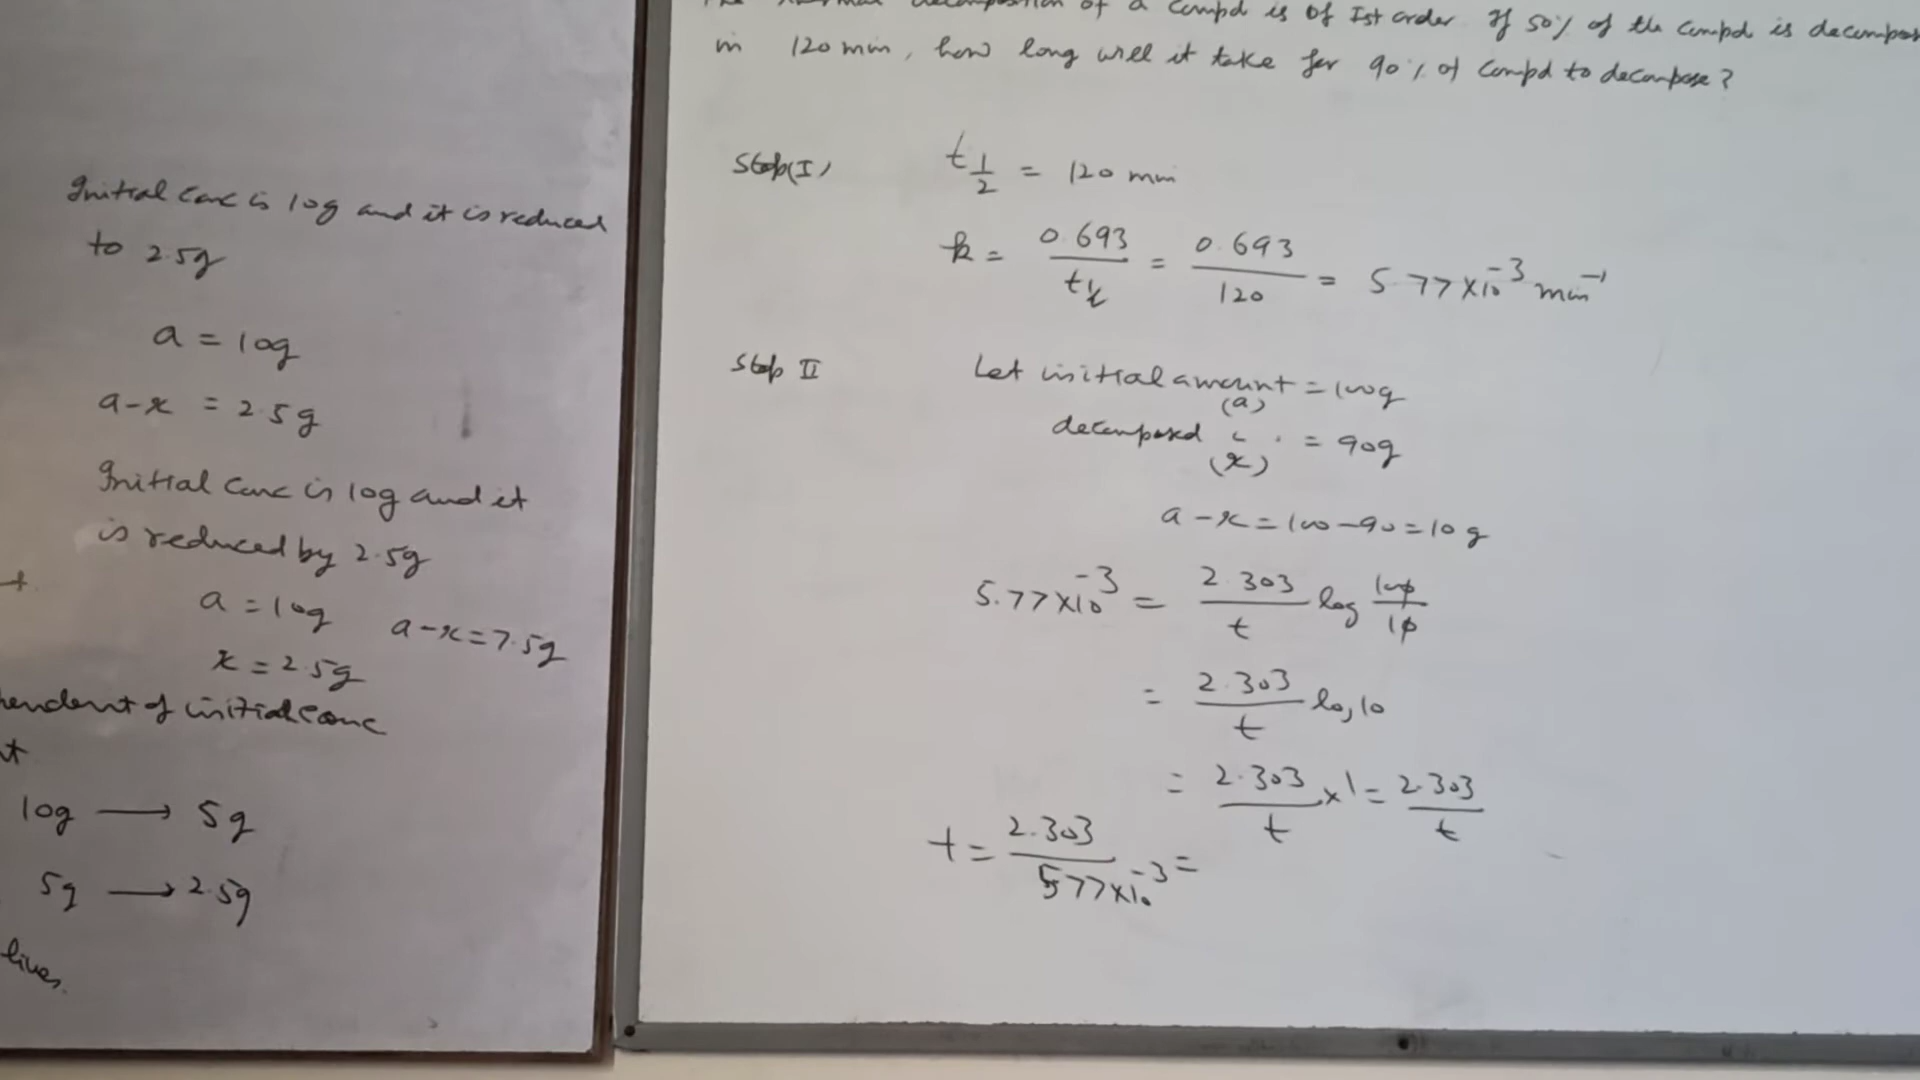 Initial conc is 10g and it is reduced
to 2.5g
a = 10g
a-x = 2.5g
Initial conc is 10g and it
is reduced by 2.5g
a = 10g a-x=7.5g
x = 2.5g
pendent of initial conc
t
10g ⟶ 5g
5g ⟶ 2.5g
lives.
decomposition of a compd is of Ist order If 50% of the compd is decompos
in 120 min, how long will it take for 90% of compd to decompose?
Step(I) t 1/2 = 120 min
k = 0.693/t½ = 0.693/120 = 5.77×10⁻³ min⁻¹
Step II Let initial amount = 100g
(a)
decomposed " = 90g
(x)
a-x = 100-90 = 10g
5.77×10⁻³ = 2.303/t log 100/10
= 2.303/t log 10
= 2.303/t ×1 = 2.303/t
t = 2.303/5.77×10⁻³ =